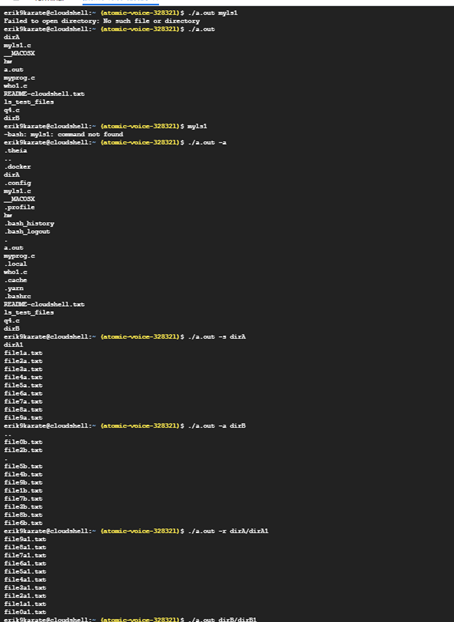 erik9karate@cloudshell:~ (atomic-voice-328321)$ ./a.out myls1
Failed to open directory: No such file or directory
erik9karate@cloudshell:~ (atomic-voice-328321)$ ./a.out
dirA
myls1.c
__MACOSX
hw
a.out
myprog.c
who1.c
README-cloudshell.txt
ls_test_files
q4.c
dirB
erik9karate@cloudshell:~ (atomic-voice-328321)$ myls1
-bash: myls1: command not found
erik9karate@cloudshell:~ (atomic-voice-328321)$ ./a.out -a
.theia
..
.docker
dirA
.config
myls1.c
__MACOSX
.profile
hw
.bash_history
.bash_logout
.
a.out
myprog.c
.local
who1.c
.cache
.yarn
.bashrc
README-cloudshell.txt
ls_test_files
q4.c
dirB
erik9karate@cloudshell:~ (atomic-voice-328321)$ ./a.out -s dirA
dirA1
file1a.txt
file2a.txt
file3a.txt
file4a.txt
file5a.txt
file6a.txt
file7a.txt
file8a.txt
file9a.txt
erik9karate@cloudshell:~ (atomic-voice-328321)$ ./a.out -a dirB
..
file0b.txt
file2b.txt
.
file5b.txt
file4b.txt
file9b.txt
file1b.txt
file7b.txt
file3b.txt
file8b.txt
file6b.txt
erik9karate@cloudshell:~ (atomic-voice-328321)$ ./a.out -r dirA/dirA1
file9a1.txt
file8a1.txt
file7a1.txt
file6a1.txt
file5a1.txt
file4a1.txt
file3a1.txt
file2a1.txt
file1a1.txt
file0a1.txt
erik9karate@cloudshell:~ (atomic-voice-328321)$ ./a.out dirB/dirB1